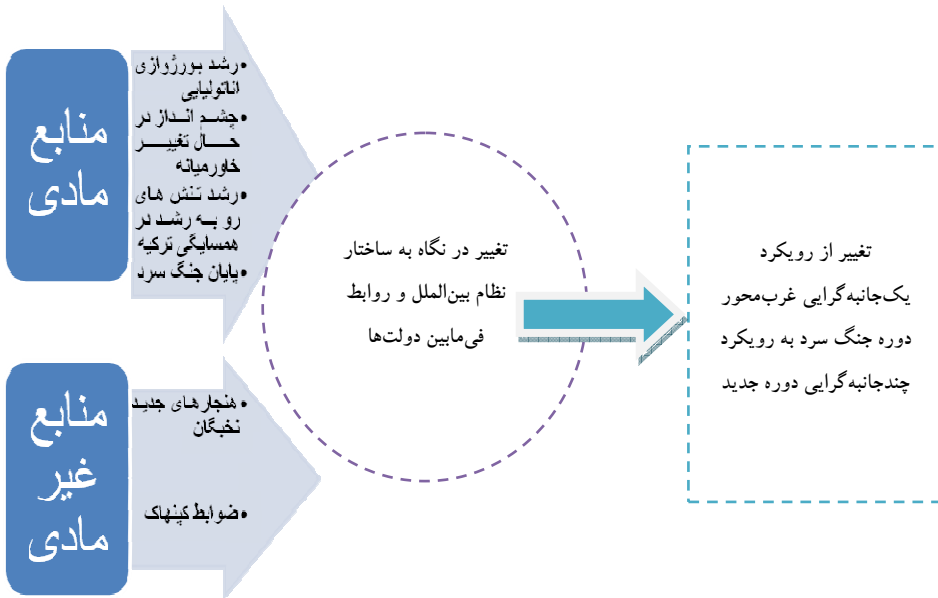 منابع
مادی
•رشد بورژوازی
اناتولیایی
•چشم انداز در
حال تغییر
خاورمیانه
•رشد تنش های
رو به رشد در
همسایگی ترکیه
•پایان جنگ سرد
منابع
غیر
مادی
•هنجارهای جدید
نخبگان
•ضوابط کپنهاک
تغییر در نگاه به ساختار
نظام بین‌الملل و روابط
فی‌مابین دولت‌ها
تغییر از رویکرد
یک‌جانبه‌گرایی غرب‌محور
دوره جنگ سرد به رویکرد
چندجانبه‌گرایی دوره جدید